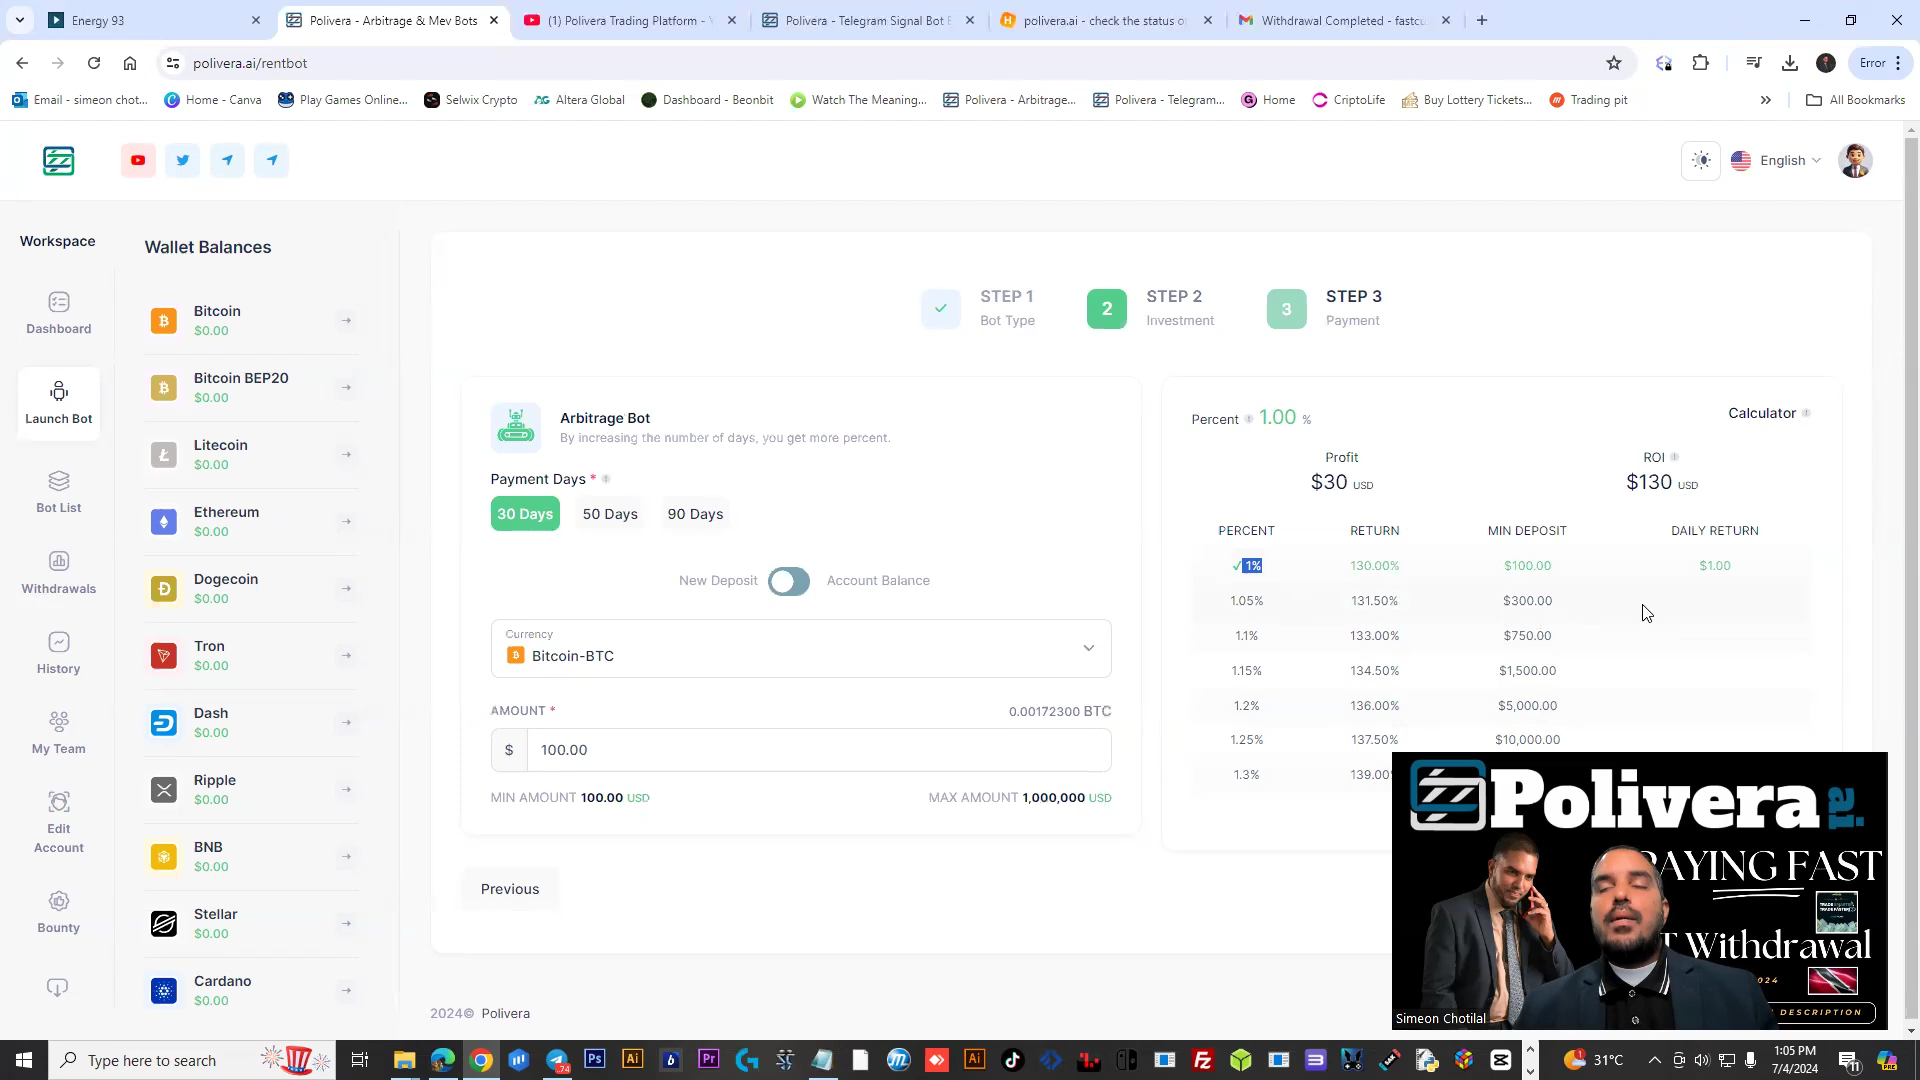 Energy 93
Polivera - Arbitrage & Mev Bots
(1) Polivera Trading Platform -
Polivera - Telegram Signal Bot
polivera.ai - check the status o
Withdrawal Completed - fastcu
polivera.ai/rentbot
Error
Email - simeon chot...
Home - Canva
Play Games Online...
Selwix Crypto
Altera Global
Dashboard - Beonbit
Watch The Meaning...
Polivera - Arbitrage...
Polivera - Telegram...
Home
CriptoLife
Buy Lottery Tickets...
Trading pit
All Bookmarks
English
Workspace
Dashboard
Launch Bot
Bot List
Withdrawals
History
My Team
Edit
Account
Bounty
Wallet Balances
Bitcoin
$0.00
Bitcoin BEP20
$0.00
Litecoin
$0.00
Ethereum
$0.00
Dogecoin
$0.00
Tron
$0.00
Dash
$0.00
Ripple
$0.00
BNB
$0.00
Stellar
$0.00
Cardano
$0.00
STEP 1
Bot Type
2
STEP 2
Investment
3
STEP 3
Payment
Arbitrage Bot
By increasing the number of days, you get more percent.
Payment Days *
30 Days 50 Days 90 Days
New Deposit Account Balance
Currency
Bitcoin-BTC
AMOUNT * 0.00172300 BTC
$ 100.00
MIN AMOUNT 100.00 USD MAX AMOUNT 1,000,000 USD
Previous
Percent 1.00 % Calculator
Profit ROI
$30 USD $130 USD
PERCENT RETURN MIN DEPOSIT DAILY RETURN
✓1% 130.00% $100.00 $1.00
1.05% 131.50% $300.00
1.1% 133.00% $750.00
1.15% 134.50% $1,500.00
1.2% 136.00% $5,000.00
1.25% 137.50% $10,000.00
1.3% 139.00
2024© Polivera
Polivera ai
PAYING FAST
Withdrawal
DESCRIPTION
Simeon Chotilal
Type here to search
31°C
1:05 PM
7/4/2024